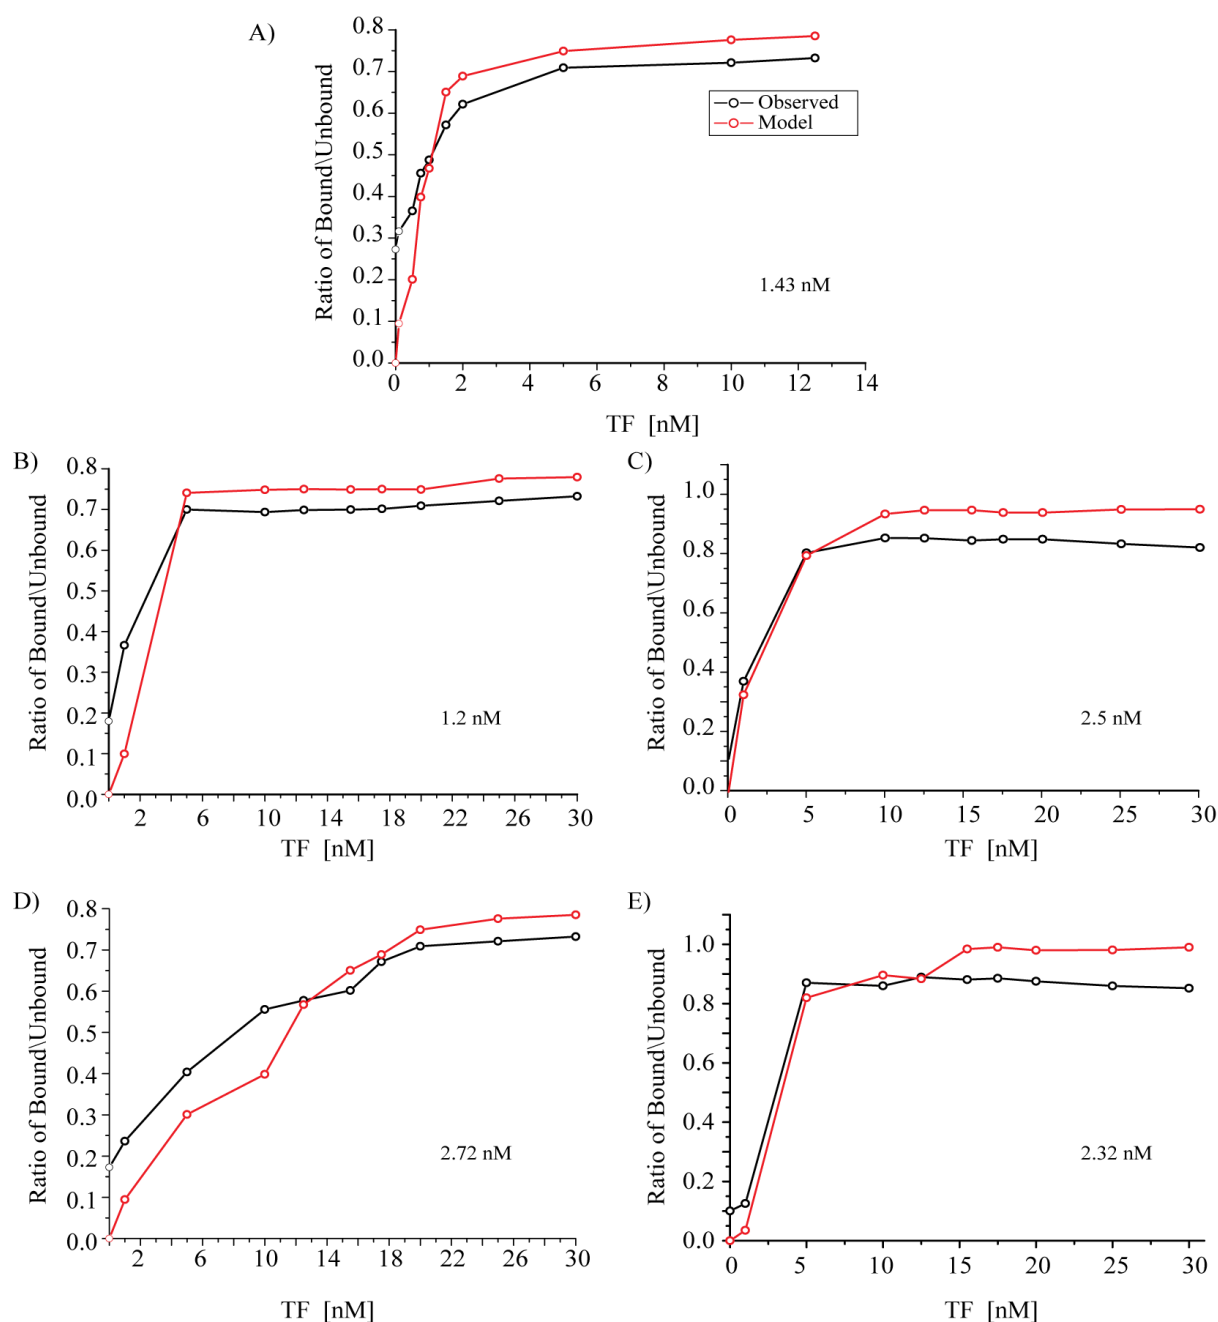 A)
Ratio of Bound\Unbound
0.8
0.7
0.6
0.5
0.4
0.3
0.2
0.1
0.0
Observed
Model
1.43 nM
0 2 4 6 8 10 12 14
TF [nM]
B)
Ratio of Bound\Unbound
0.8
0.7
0.6
0.5
0.4
0.3
0.2
0.1
0.0
1.2 nM
2 6 10 14 18 22 26 30
TF [nM]
C)
Ratio of Bound\Unbound
1.0
0.8
0.6
0.4
0.2
0.0
2.5 nM
0 5 10 15 20 25 30
TF [nM]
D)
Ratio of Bound\Unbound
0.8
0.7
0.6
0.5
0.4
0.3
0.2
0.1
0.0
2.72 nM
2 6 10 14 18 22 26 30
TF [nM]
E)
Ratio of Bound\Unbound
1.0
0.8
0.6
0.4
0.2
0.0
2.32 nM
0 5 10 15 20 25 30
TF [nM]